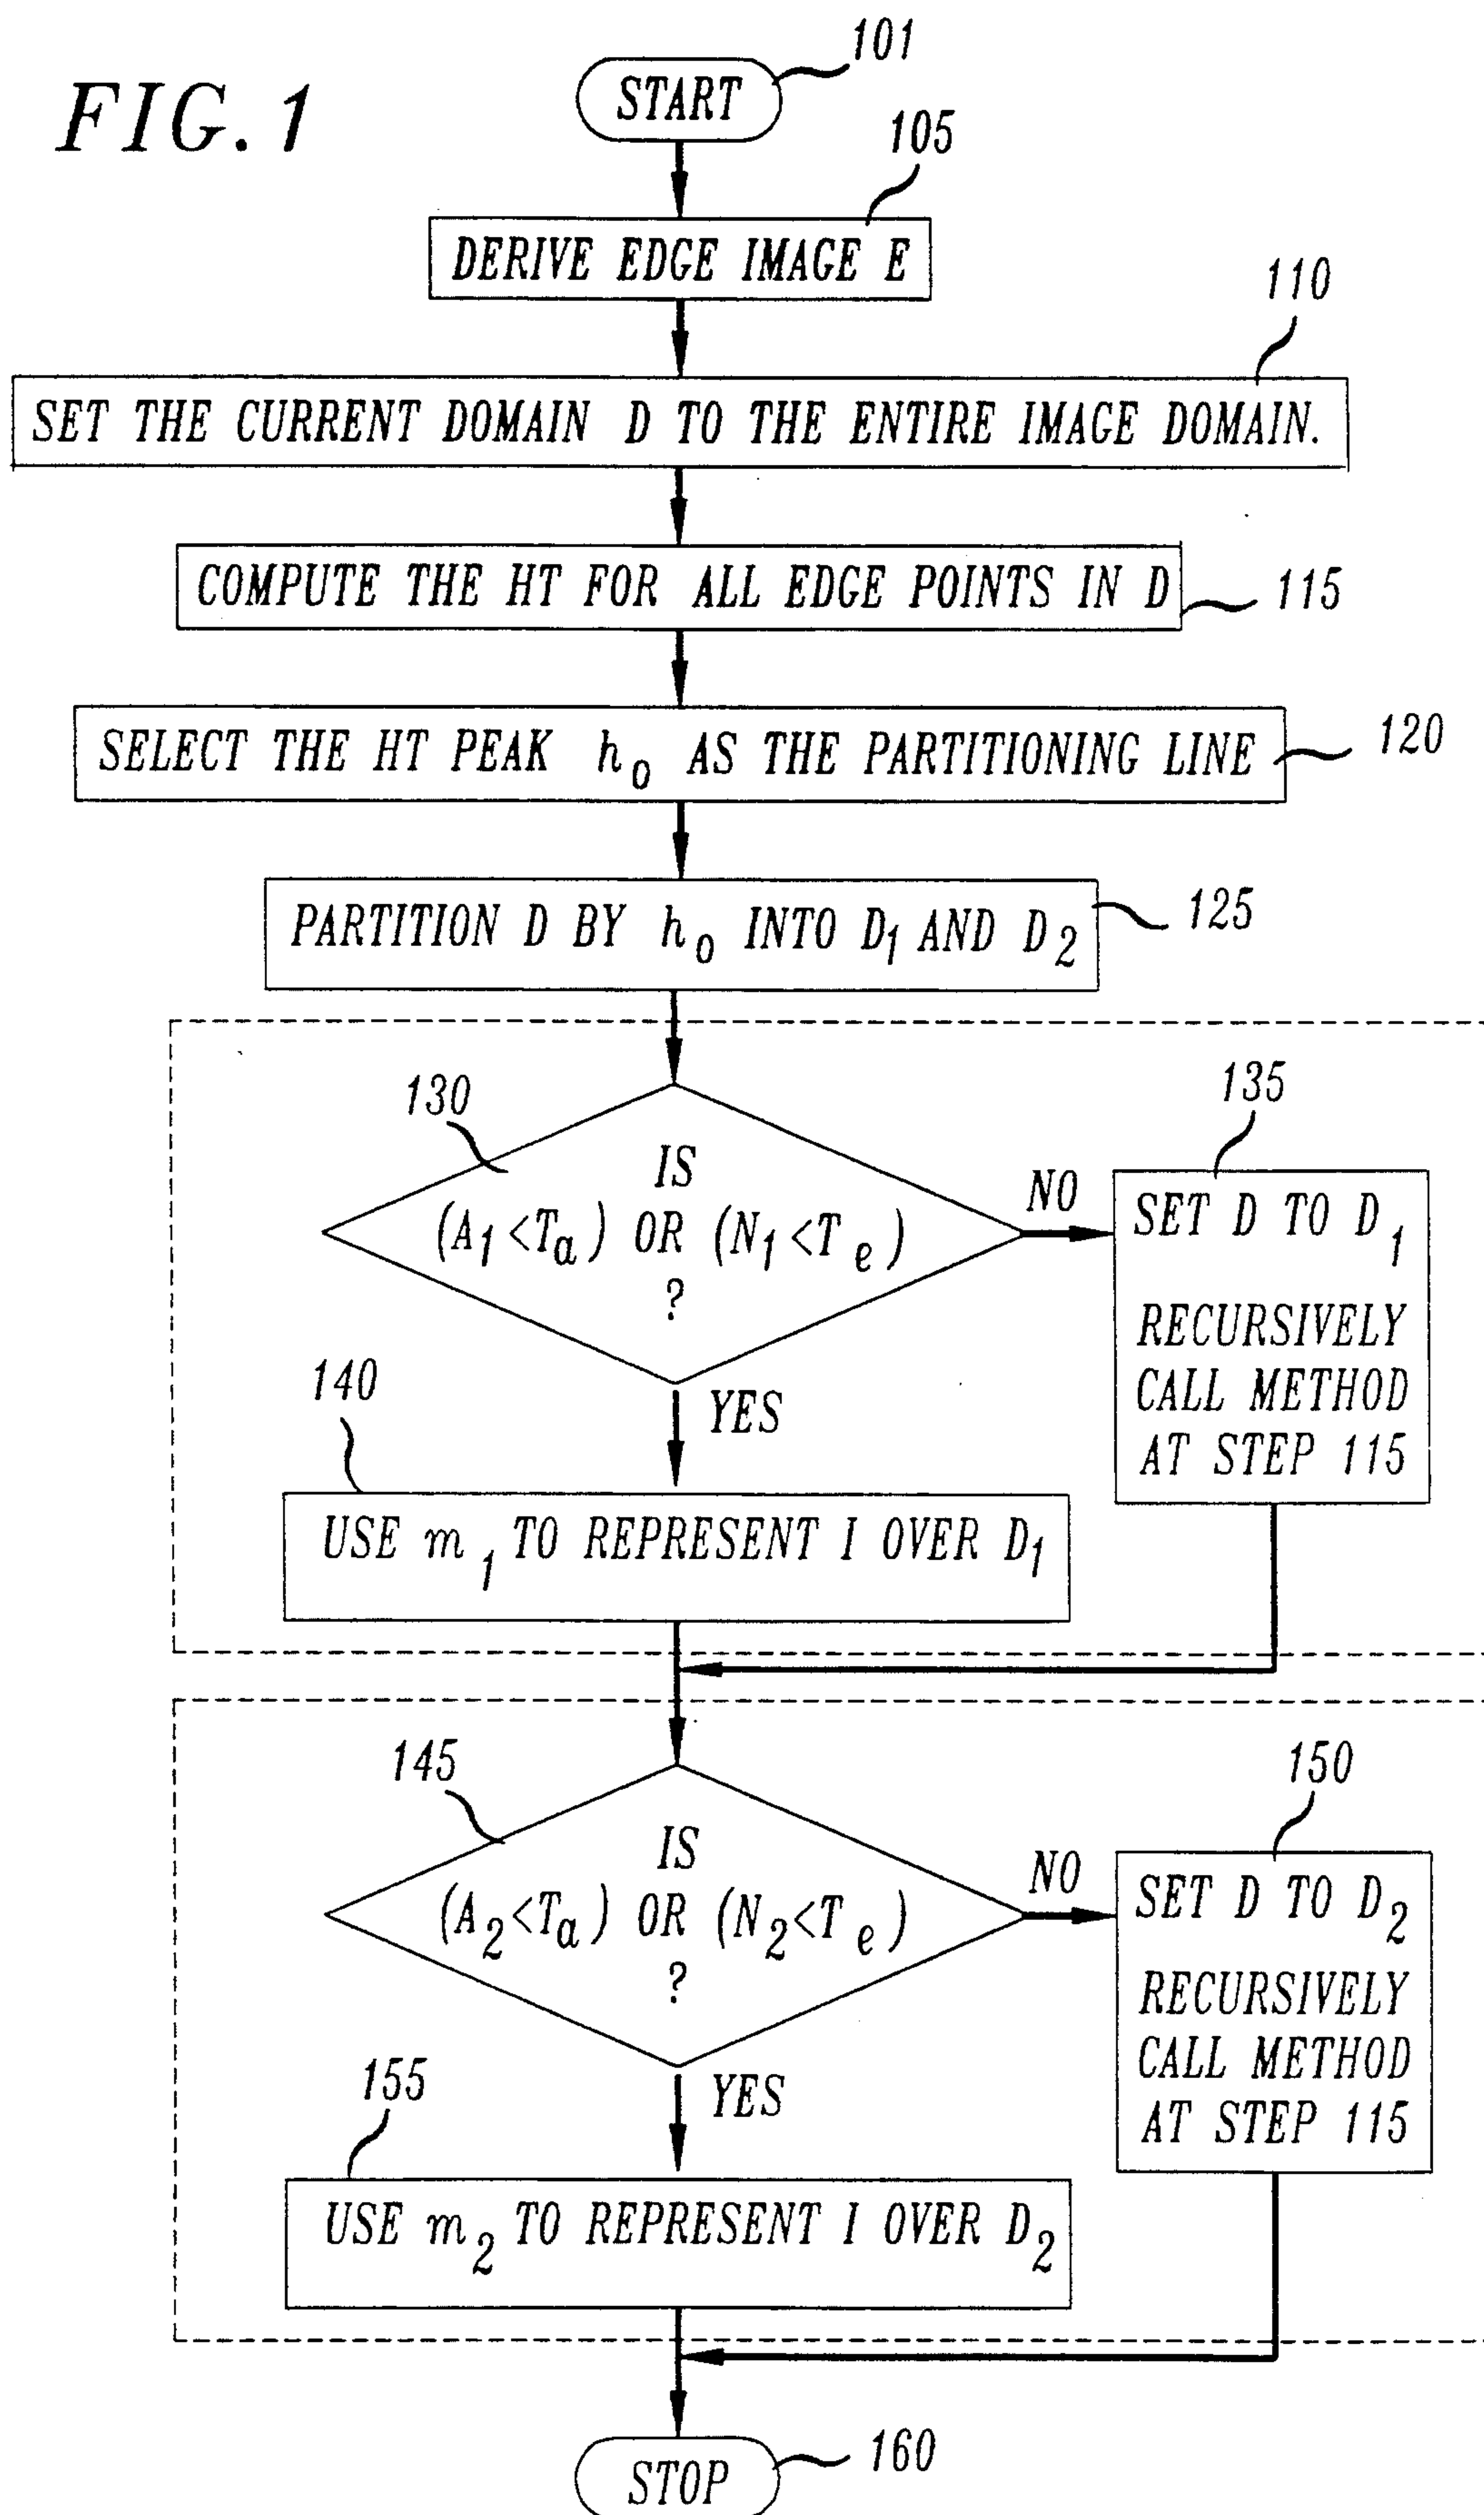 FIG. 1
101
START
105
DERIVE EDGE IMAGE E
110
SET THE CURRENT DOMAIN D TO THE ENTIRE IMAGE DOMAIN.
COMPUTE THE HT FOR ALL EDGE POINTS IN D
115
SELECT THE HT PEAK h₀ AS THE PARTITIONING LINE
120
PARTITION D BY h₀ INTO D₁ AND D₂
125
130
IS
(A₁<Tₐ) OR (N₁<Tₑ)
?
NO
135
SET D TO D₁
RECURSIVELY
CALL METHOD
AT STEP 115
YES
140
USE m₁ TO REPRESENT I OVER D₁
145
IS
(A₂<Tₐ) OR (N₂<Tₑ)
?
NO
150
SET D TO D₂
RECURSIVELY
CALL METHOD
AT STEP 115
YES
155
USE m₂ TO REPRESENT I OVER D₂
STOP
160